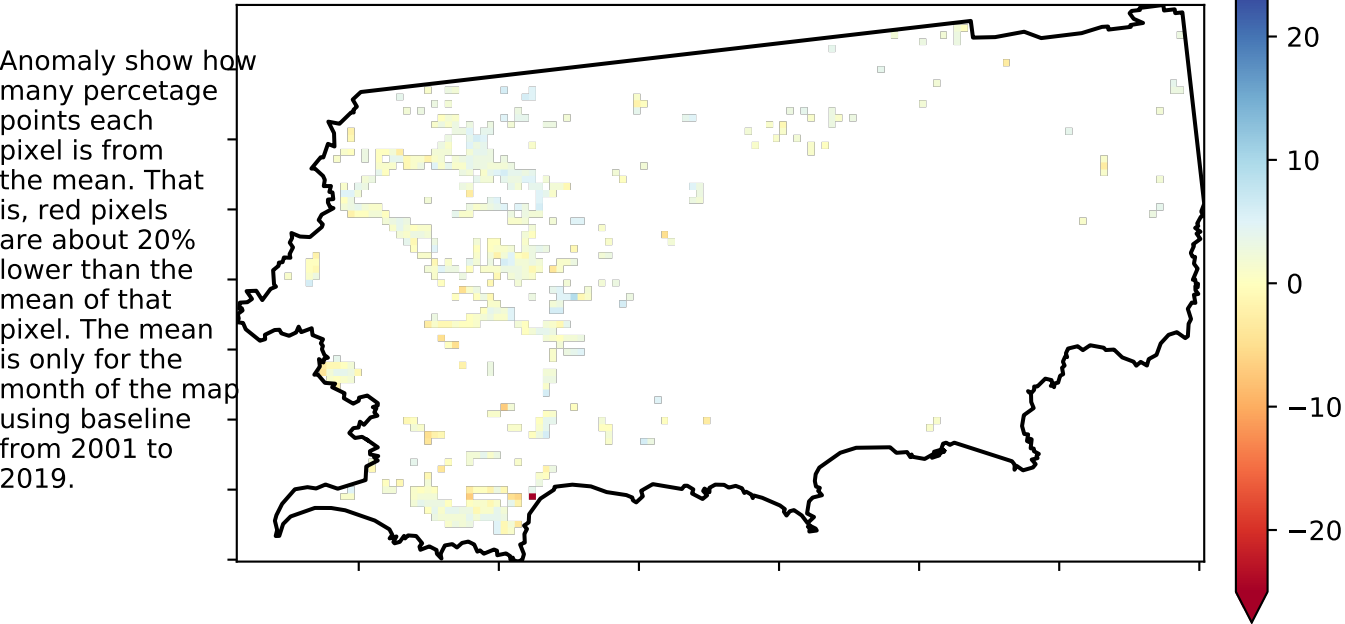 Anomaly show how
many percetage
points each
pixel is from
the mean. That
is, red pixels
are about 20%
lower than the
mean of that
pixel. The mean
is only for the
month of the map
using baseline
from 2001 to
2019.
20
10
0
−10
−20